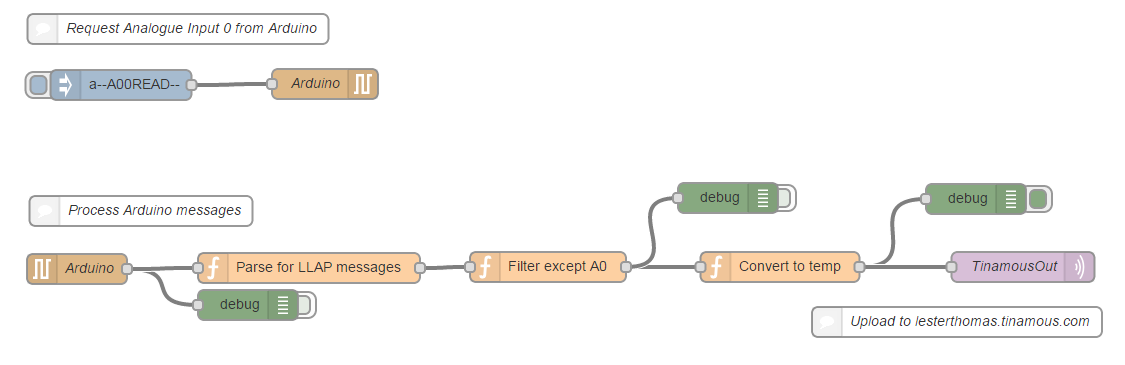 Request Analogue Input 0 from Arduino
a--A00READ--
Arduino
debug
debug
Process Arduino messages
Arduino
Parse for LLAP messages
Filter except A0
Convert to temp
TinamousOut
debug
Upload to lesterthomas.tinamous.com